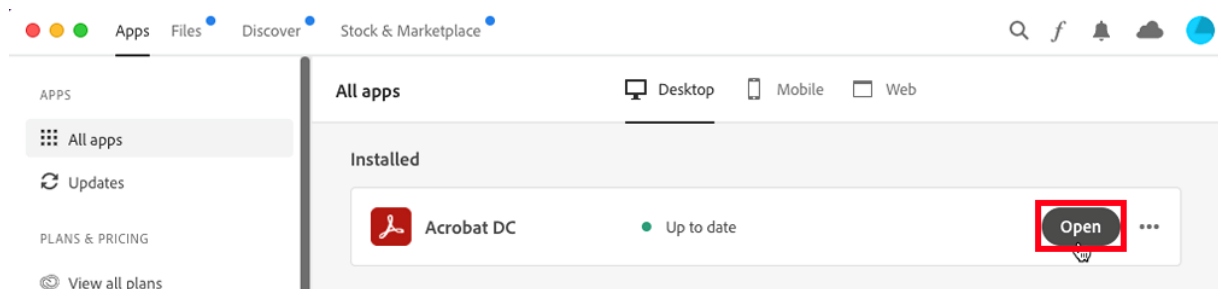 Apps Files Discover Stock & Marketplace
APPS
All apps
Updates
PLANS & PRICING
View all plans
All apps Desktop Mobile Web
Installed
Acrobat DC Up to date Open